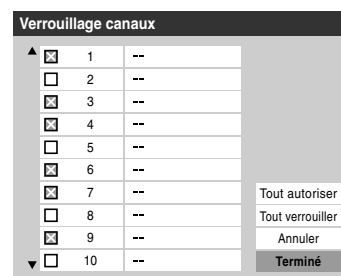 Verrouillage canaux
1 --
2 --
3 --
4 --
5 --
6 --
7 --
8 --
9 --
10 --
Tout autoriser
Tout verrouiller
Annuler
Terminé